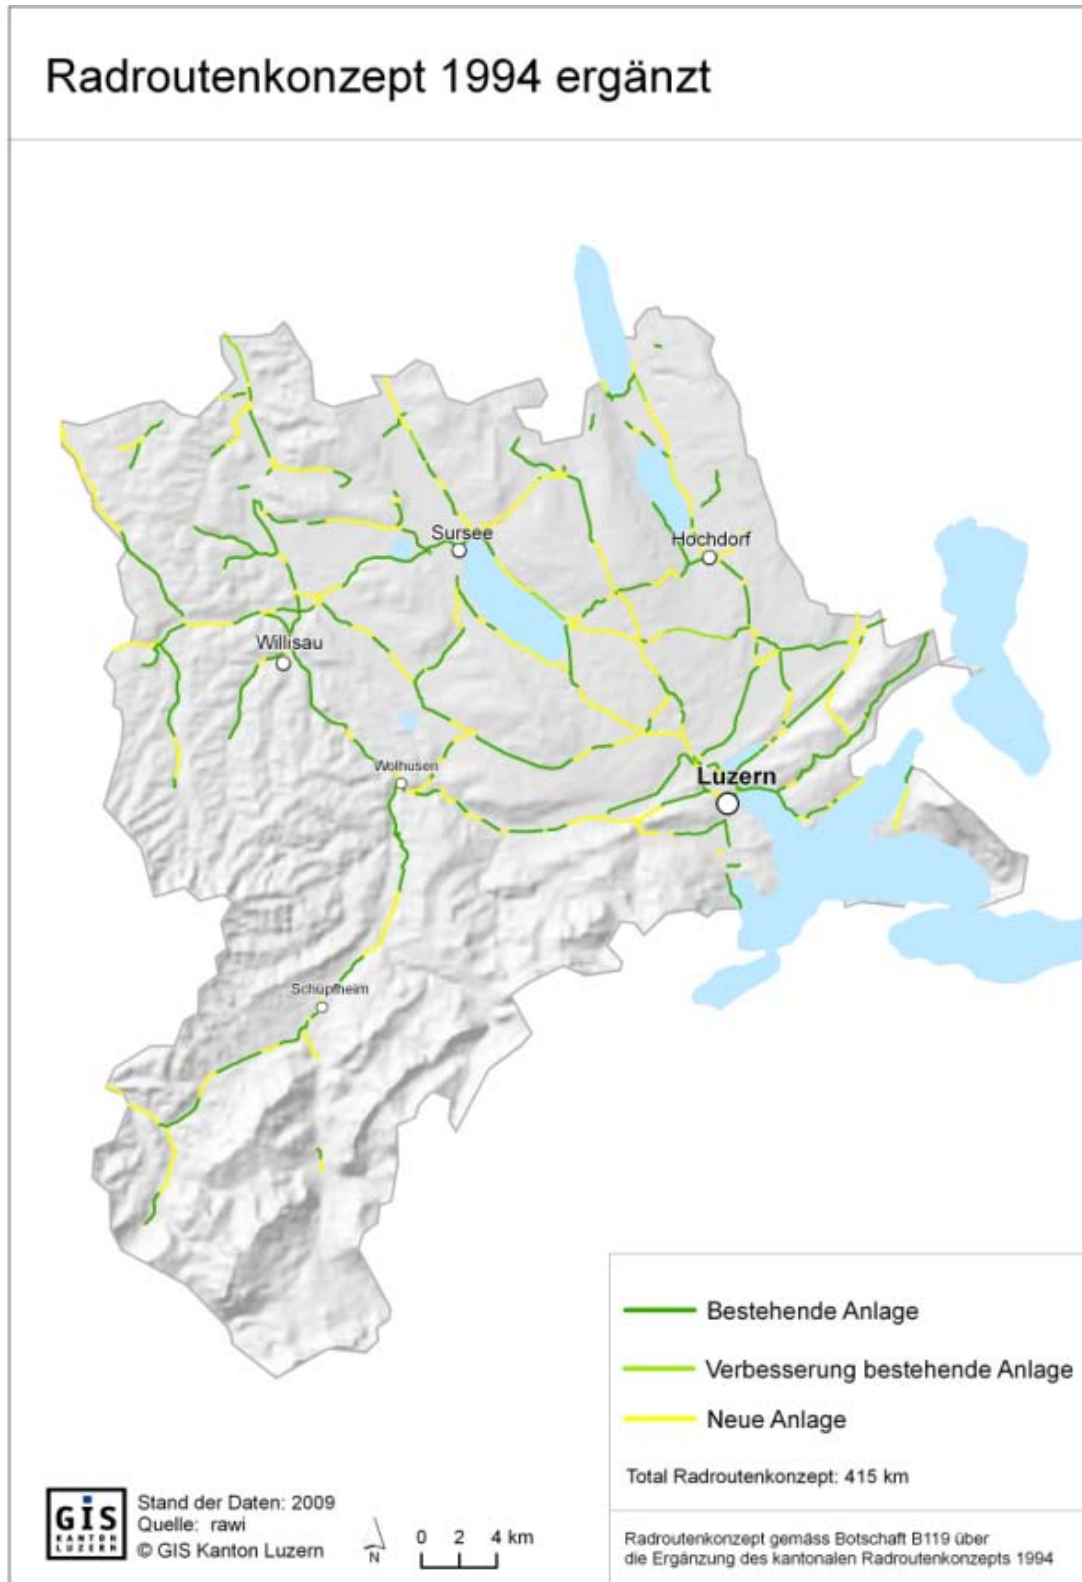 Radroutenkonzept 1994 ergänzt
Sursee
Hochdorf
Willisau
Wolhusen
Luzern
Schüpfheim
Bestehende Anlage
Verbesserung bestehende Anlage
Neue Anlage
Total Radroutenkonzept: 415 km
Radroutenkonzept gemäss Botschaft B119 über
die Ergänzung des kantonalen Radroutenkonzepts 1994
GIS
KANTON
LUZERN
Stand der Daten: 2009
Quelle: rawi
© GIS Kanton Luzern
N
0 2 4 km